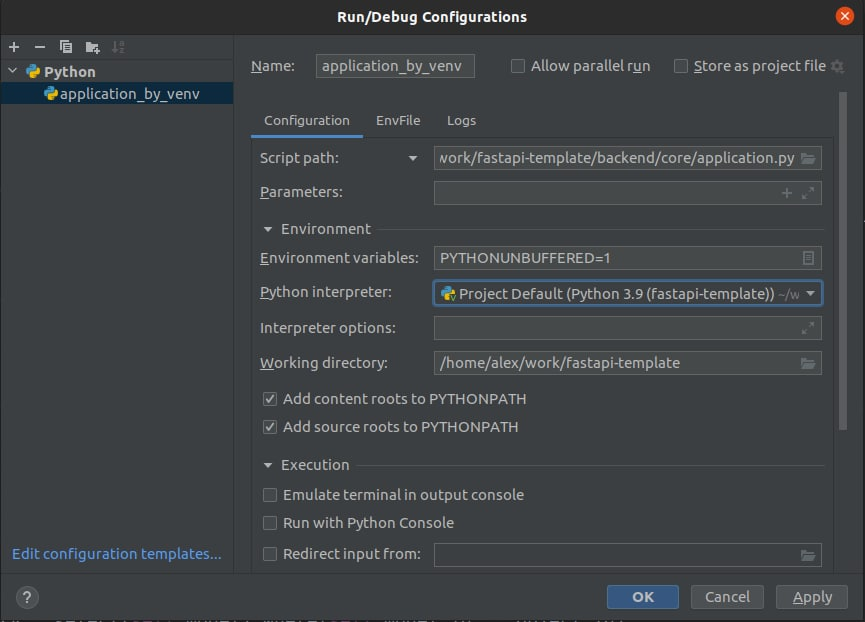 Run/Debug Configurations
Python
application_by_venv
Edit configuration templates...
Name: application_by_venv Allow parallel run Store as project file
Configuration EnvFile Logs
Script path: work/fastapi-template/backend/core/application.py
Parameters:
Environment
Environment variables: PYTHONUNBUFFERED=1
Python interpreter: Project Default (Python 3.9 (fastapi-template)) ~/w
Interpreter options:
Working directory: /home/alex/work/fastapi-template
Add content roots to PYTHONPATH
Add source roots to PYTHONPATH
Execution
Emulate terminal in output console
Run with Python Console
Redirect input from:
? OK Cancel Apply